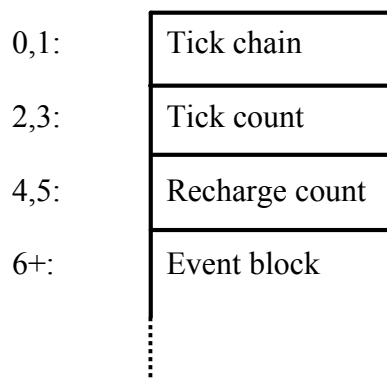 0,1: Tick chain
2,3: Tick count
4,5: Recharge count
6+: Event block